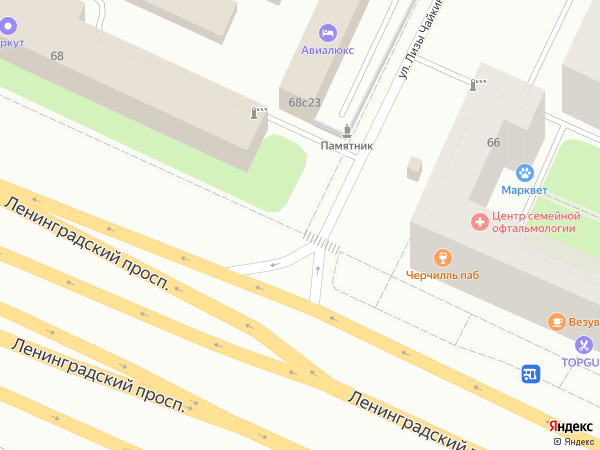 ркут
68
Авиалюкс
68с23
Памятник
ул. Лизы Чайкин
66
Марквет
Центр семейной
офтальмологии
Черчилль паб
Везув
TOPGU
Ленинградский просп.
Ленинградский просп.
Ленинградский п
Яндекс
© Яндекс